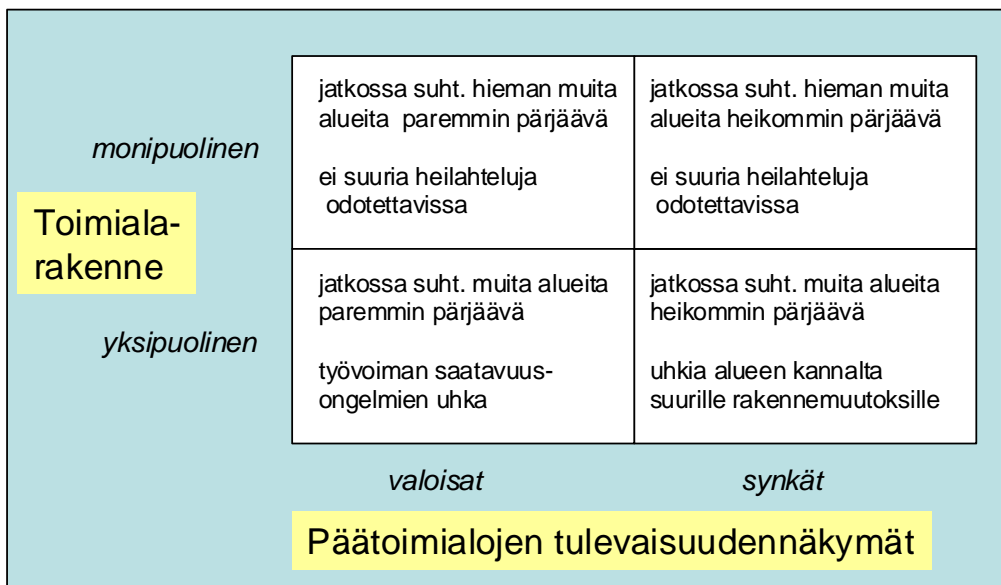 jatkossa suht. hieman muita
alueita paremmin pärjäävä
ei suuria heilahteluja
odotettavissa
jatkossa suht. hieman muita
alueita heikommin pärjäävä
ei suuria heilahteluja
odotettavissa
monipuolinen
Toimiala-
rakenne
yksipuolinen
jatkossa suht. muita alueita
paremmin pärjäävä
työvoiman saatavuus-
ongelmien uhka
jatkossa suht. muita alueita
heikommin pärjäävä
uhkia alueen kannalta
suurille rakennemuutoksille
valoisat
synkät
Päätoimialojen tulevaisuudennäkymät